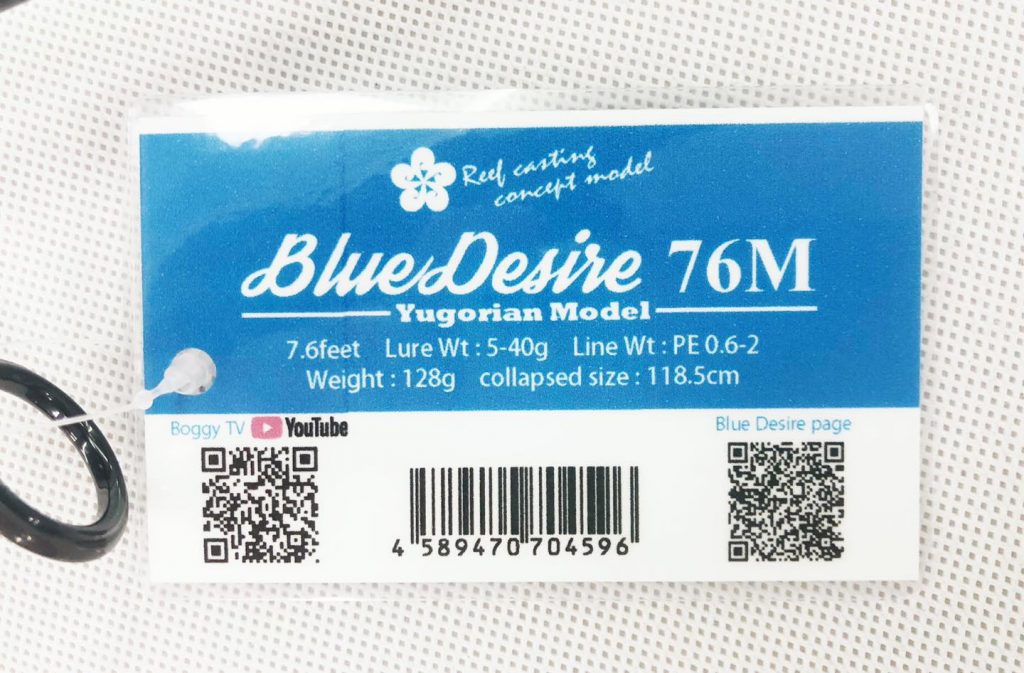 Reef casting
concept model
BlueDesire 76M
Yugorian Model
7.6feet Lure Wt : 5-40g Line Wt : PE 0.6-2
Weight : 128g collapsed size : 118.5cm
Boggy TV YouTube
Blue Desire page
4 589470 704596